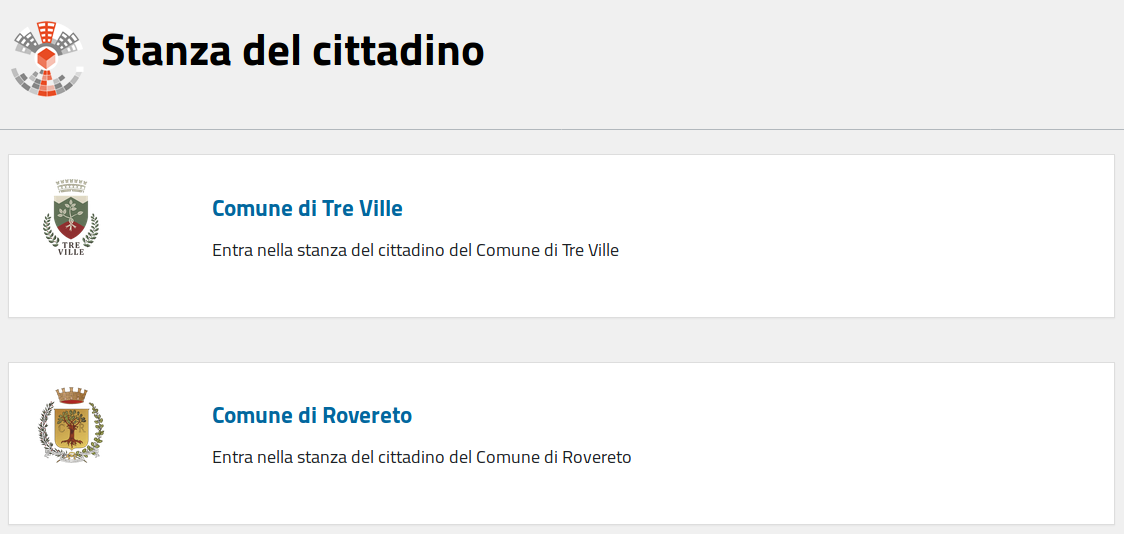 Stanza del cittadino
TRE
VILLE
Comune di Tre Ville
Entra nella stanza del cittadino del Comune di Tre Ville
Comune di Rovereto
Entra nella stanza del cittadino del Comune di Rovereto